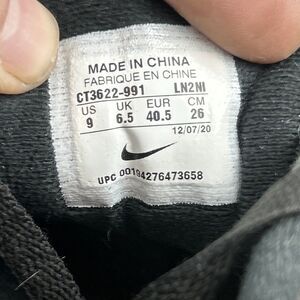 MADE IN CHINA
FABRIQUE EN CHINE
CT3622-991 LN2NI
US UK EUR CM
9 6.5 40.5 26
12/07/20
UPC 00194276473658